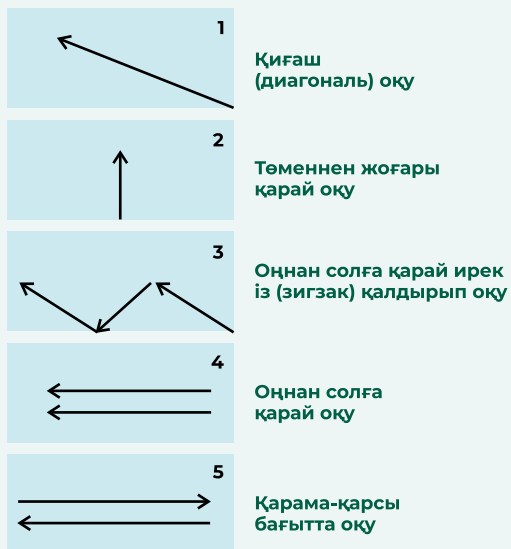 1
Қиғаш
(диагональ) оқу
2
Төменнен жоғары
қарай оқу
3
Оңнан солға қарай ирек
із (зигзак) қалдырып оқу
4
Оңнан солға
қарай оқу
5
Қарама-қарсы
бағытта оқу